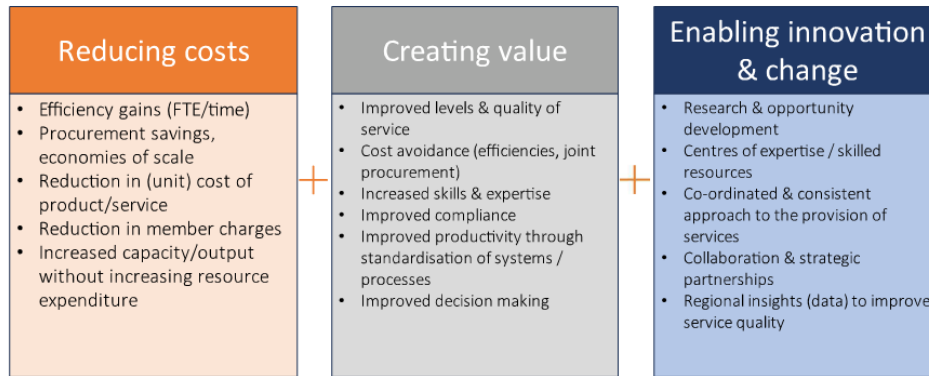 Reducing costs
• Efficiency gains (FTE/time)
• Procurement savings,
economies of scale
• Reduction in (unit) cost of
product/service
• Reduction in member charges
• Increased capacity/output
without increasing resource
expenditure
+
Creating value
• Improved levels & quality of
service
• Cost avoidance (efficiencies, joint
procurement)
• Increased skills & expertise
• Improved compliance
• Improved productivity through
standardisation of systems /
processes
• Improved decision making
+
Enabling innovation
& change
• Research & opportunity
development
• Centres of expertise / skilled
resources
• Co-ordinated & consistent
approach to the provision of
services
• Collaboration & strategic
partnerships
• Regional insights (data) to improve
service quality